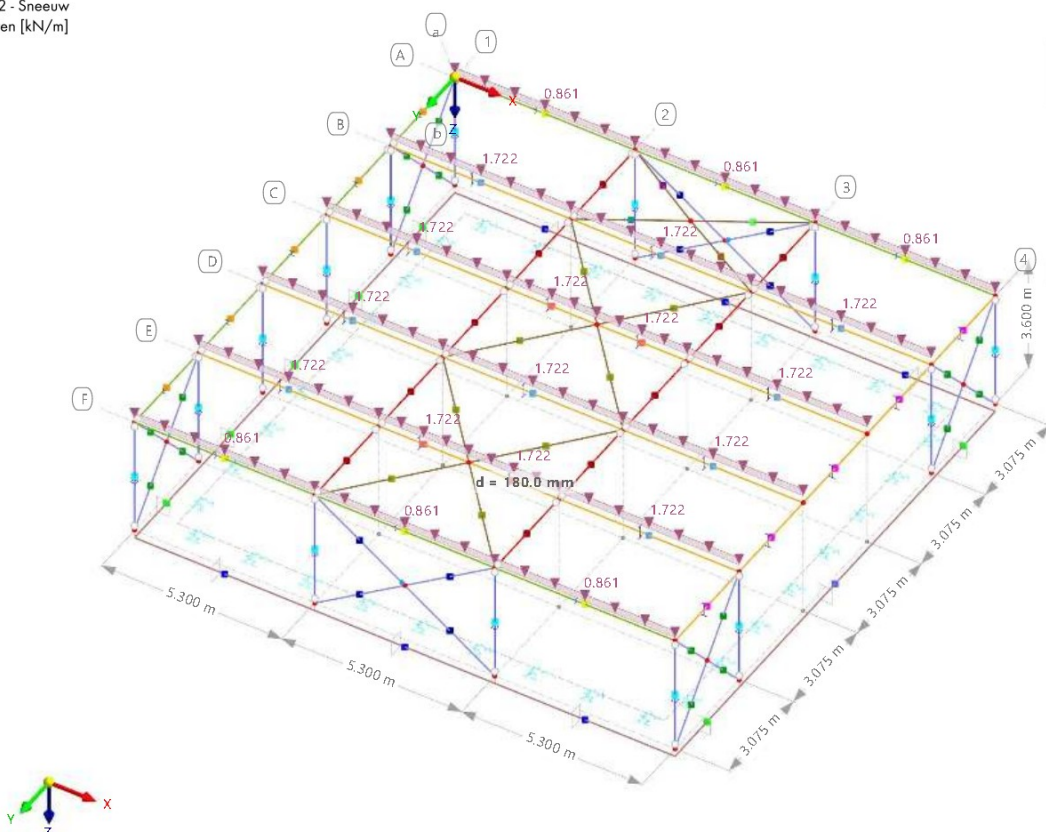 2 - Sneeuw
en [kN/m]
a
1
A
0.861
X
Y
Z
2
B
b
1.722
0.861
3
C
1.722
1.722
0.861
4
D
1.722
1.722
1.722
1.722
3.600 m
E
1.722
1.722
1.722
F
0.861
1.722
1.722
1.722
3.075 m
d = 180.0 mm
0.861
1.722
3.075 m
0.861
3.075 m
5.300 m
3.075 m
5.300 m
3.075 m
5.300 m
X
Y
Z